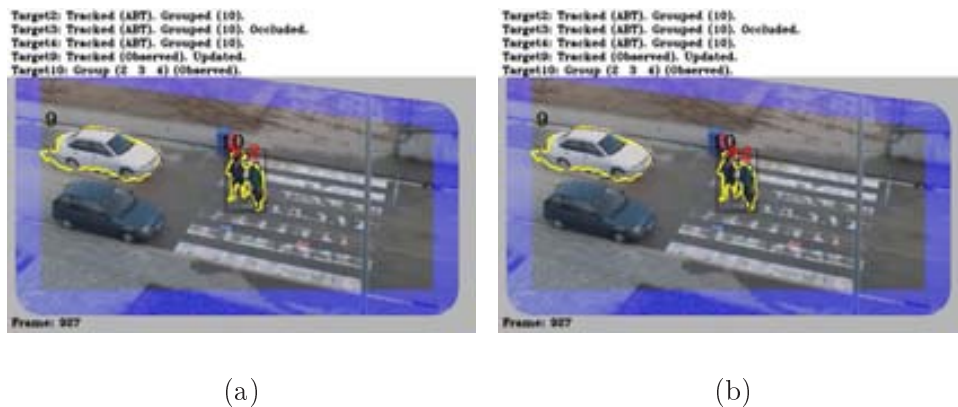 Target2: Tracked (ABT). Grouped (10).
Target3: Tracked (ABT). Grouped (10). Occluded.
Target4: Tracked (ABT). Grouped (10).
Target9: Tracked (Observed). Updated.
Target10: Group (2 3 4) (Observed).
9
10
Frame: 927
(a)
Target2: Tracked (ABT). Grouped (10).
Target3: Tracked (ABT). Grouped (10). Occluded.
Target4: Tracked (ABT). Grouped (10).
Target9: Tracked (Observed). Updated.
Target10: Group (2 3 4) (Observed).
9
10
Frame: 927
(b)